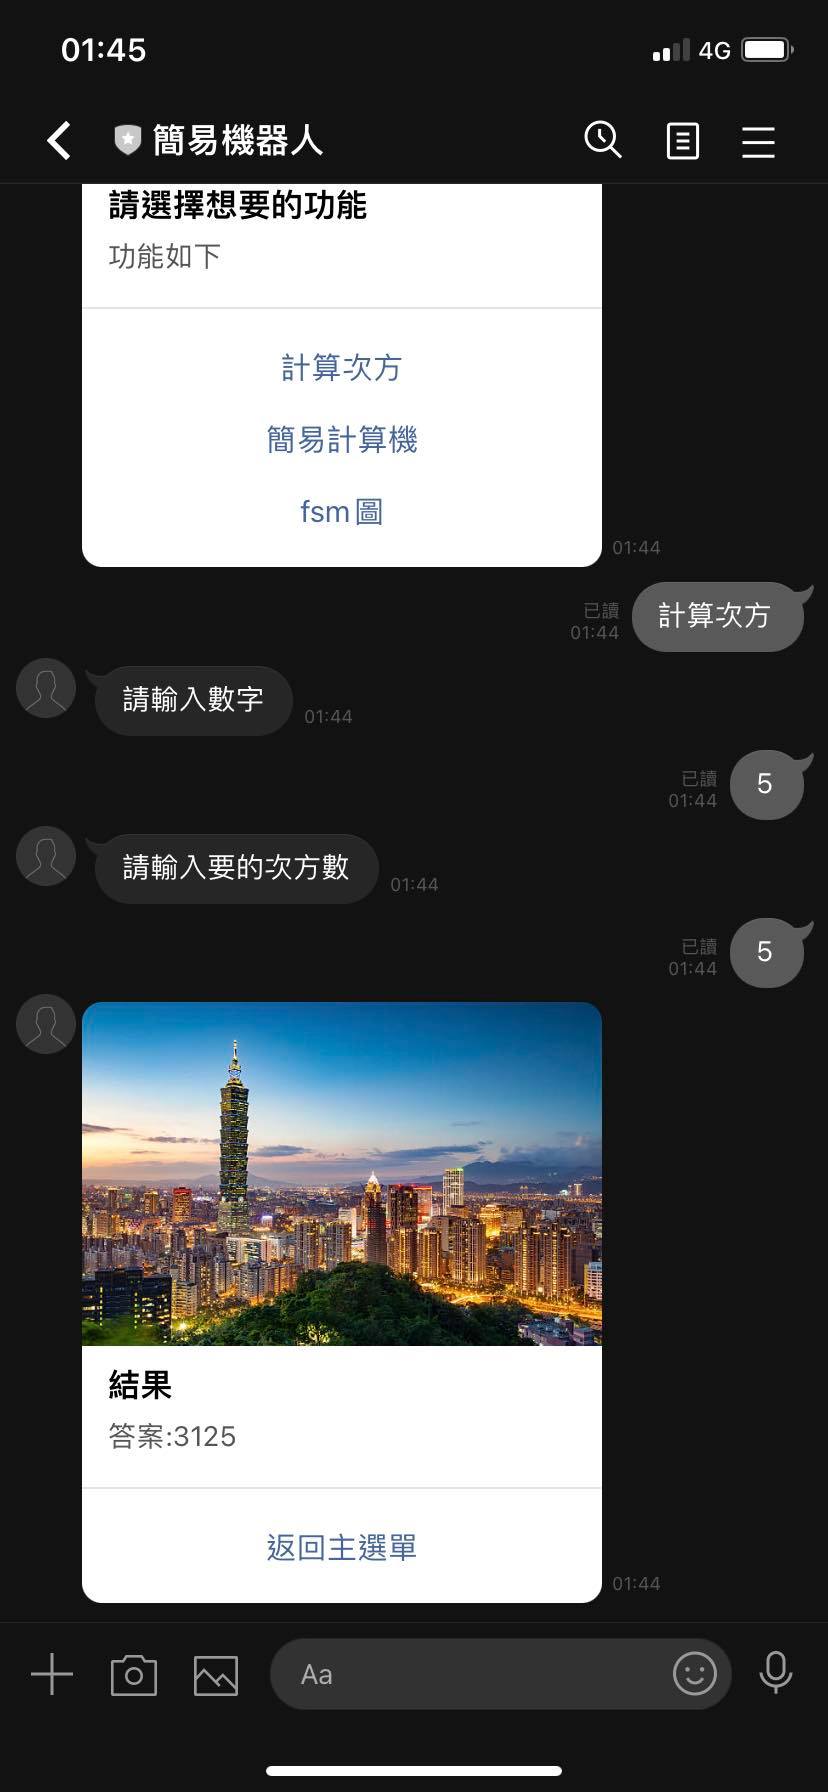 01:45
4G
簡易機器人
請選擇想要的功能
功能如下
計算次方
簡易計算機
fsm圖
01:44
計算次方
已讀
01:44
請輸入數字
01:44
5
已讀
01:44
請輸入要的次方數
01:44
5
已讀
01:44
結果
答案:3125
返回主選單
01:44
Aa